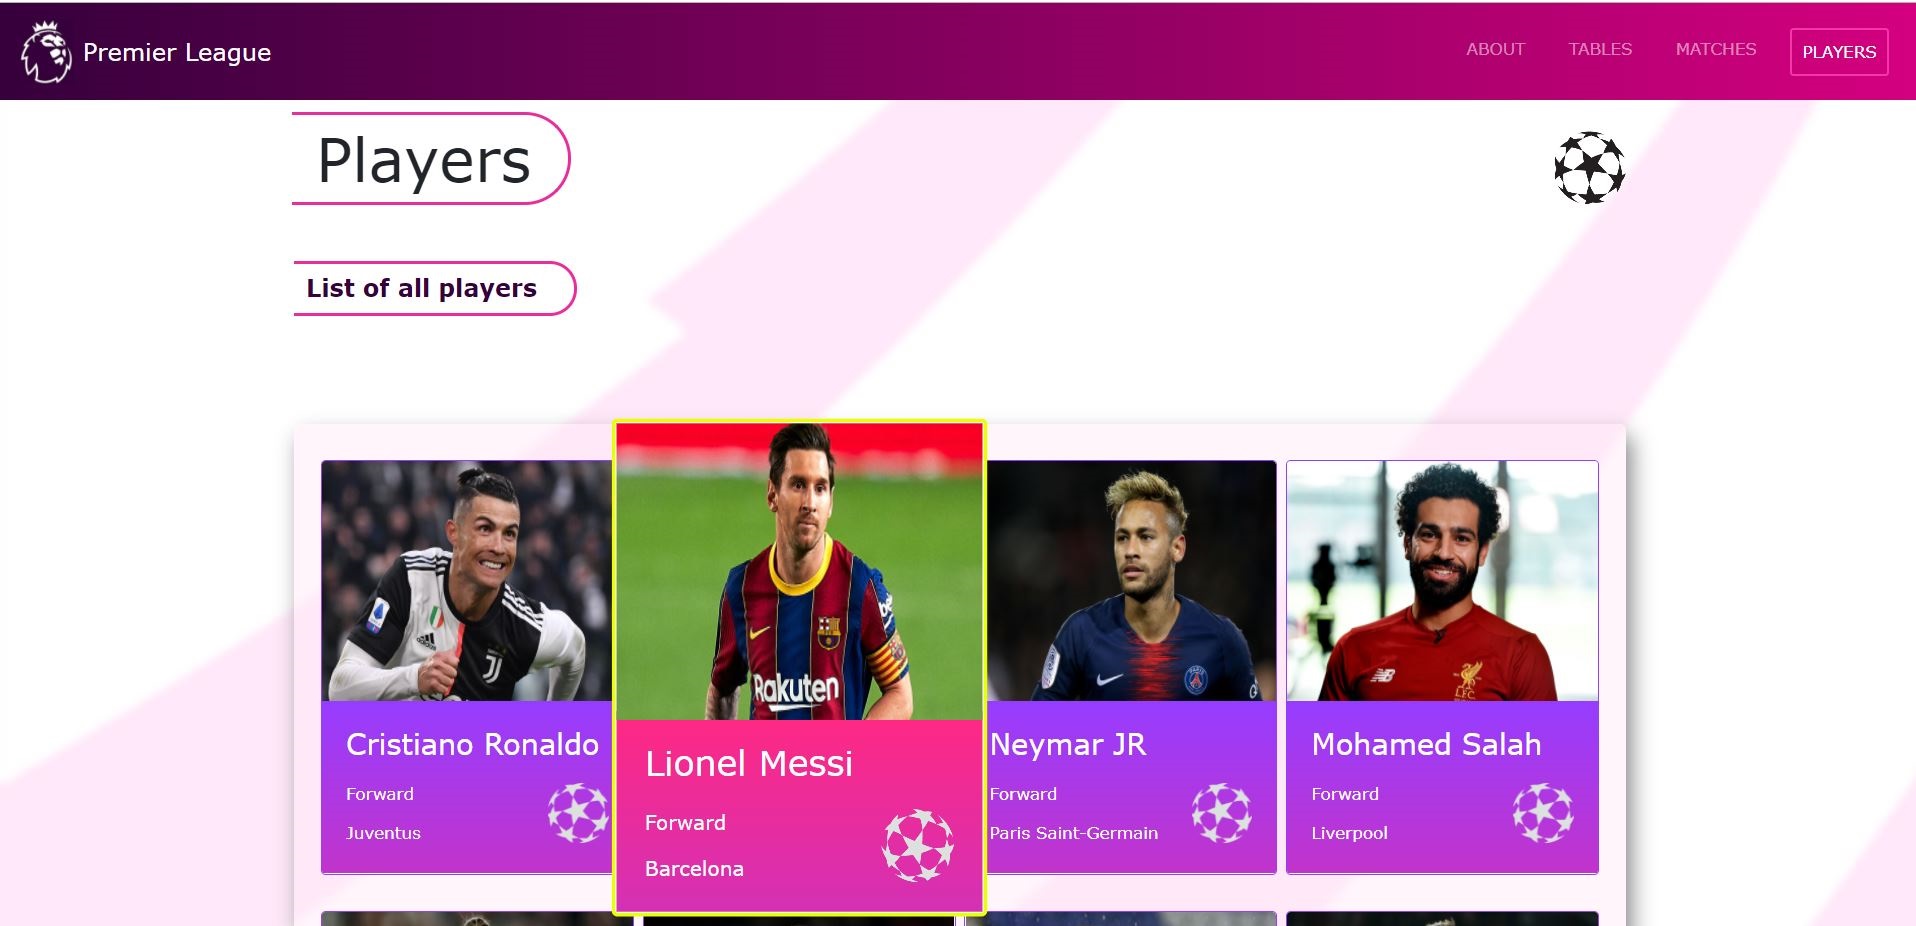 Premier League
ABOUT TABLES MATCHES PLAYERS
Players
List of all players
Rakuten
L.F.C.
Cristiano Ronaldo
Forward
Juventus
Lionel Messi
Forward
Barcelona
Neymar JR
Forward
Paris Saint-Germain
Mohamed Salah
Forward
Liverpool